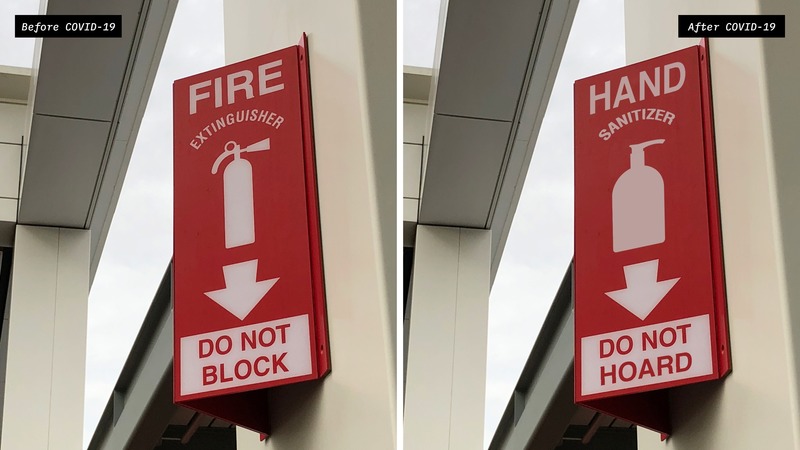 Before COVID-19
FIRE
EXTINGUISHER
DO NOT
BLOCK
After COVID-19
HAND
SANITIZER
DO NOT
HOARD